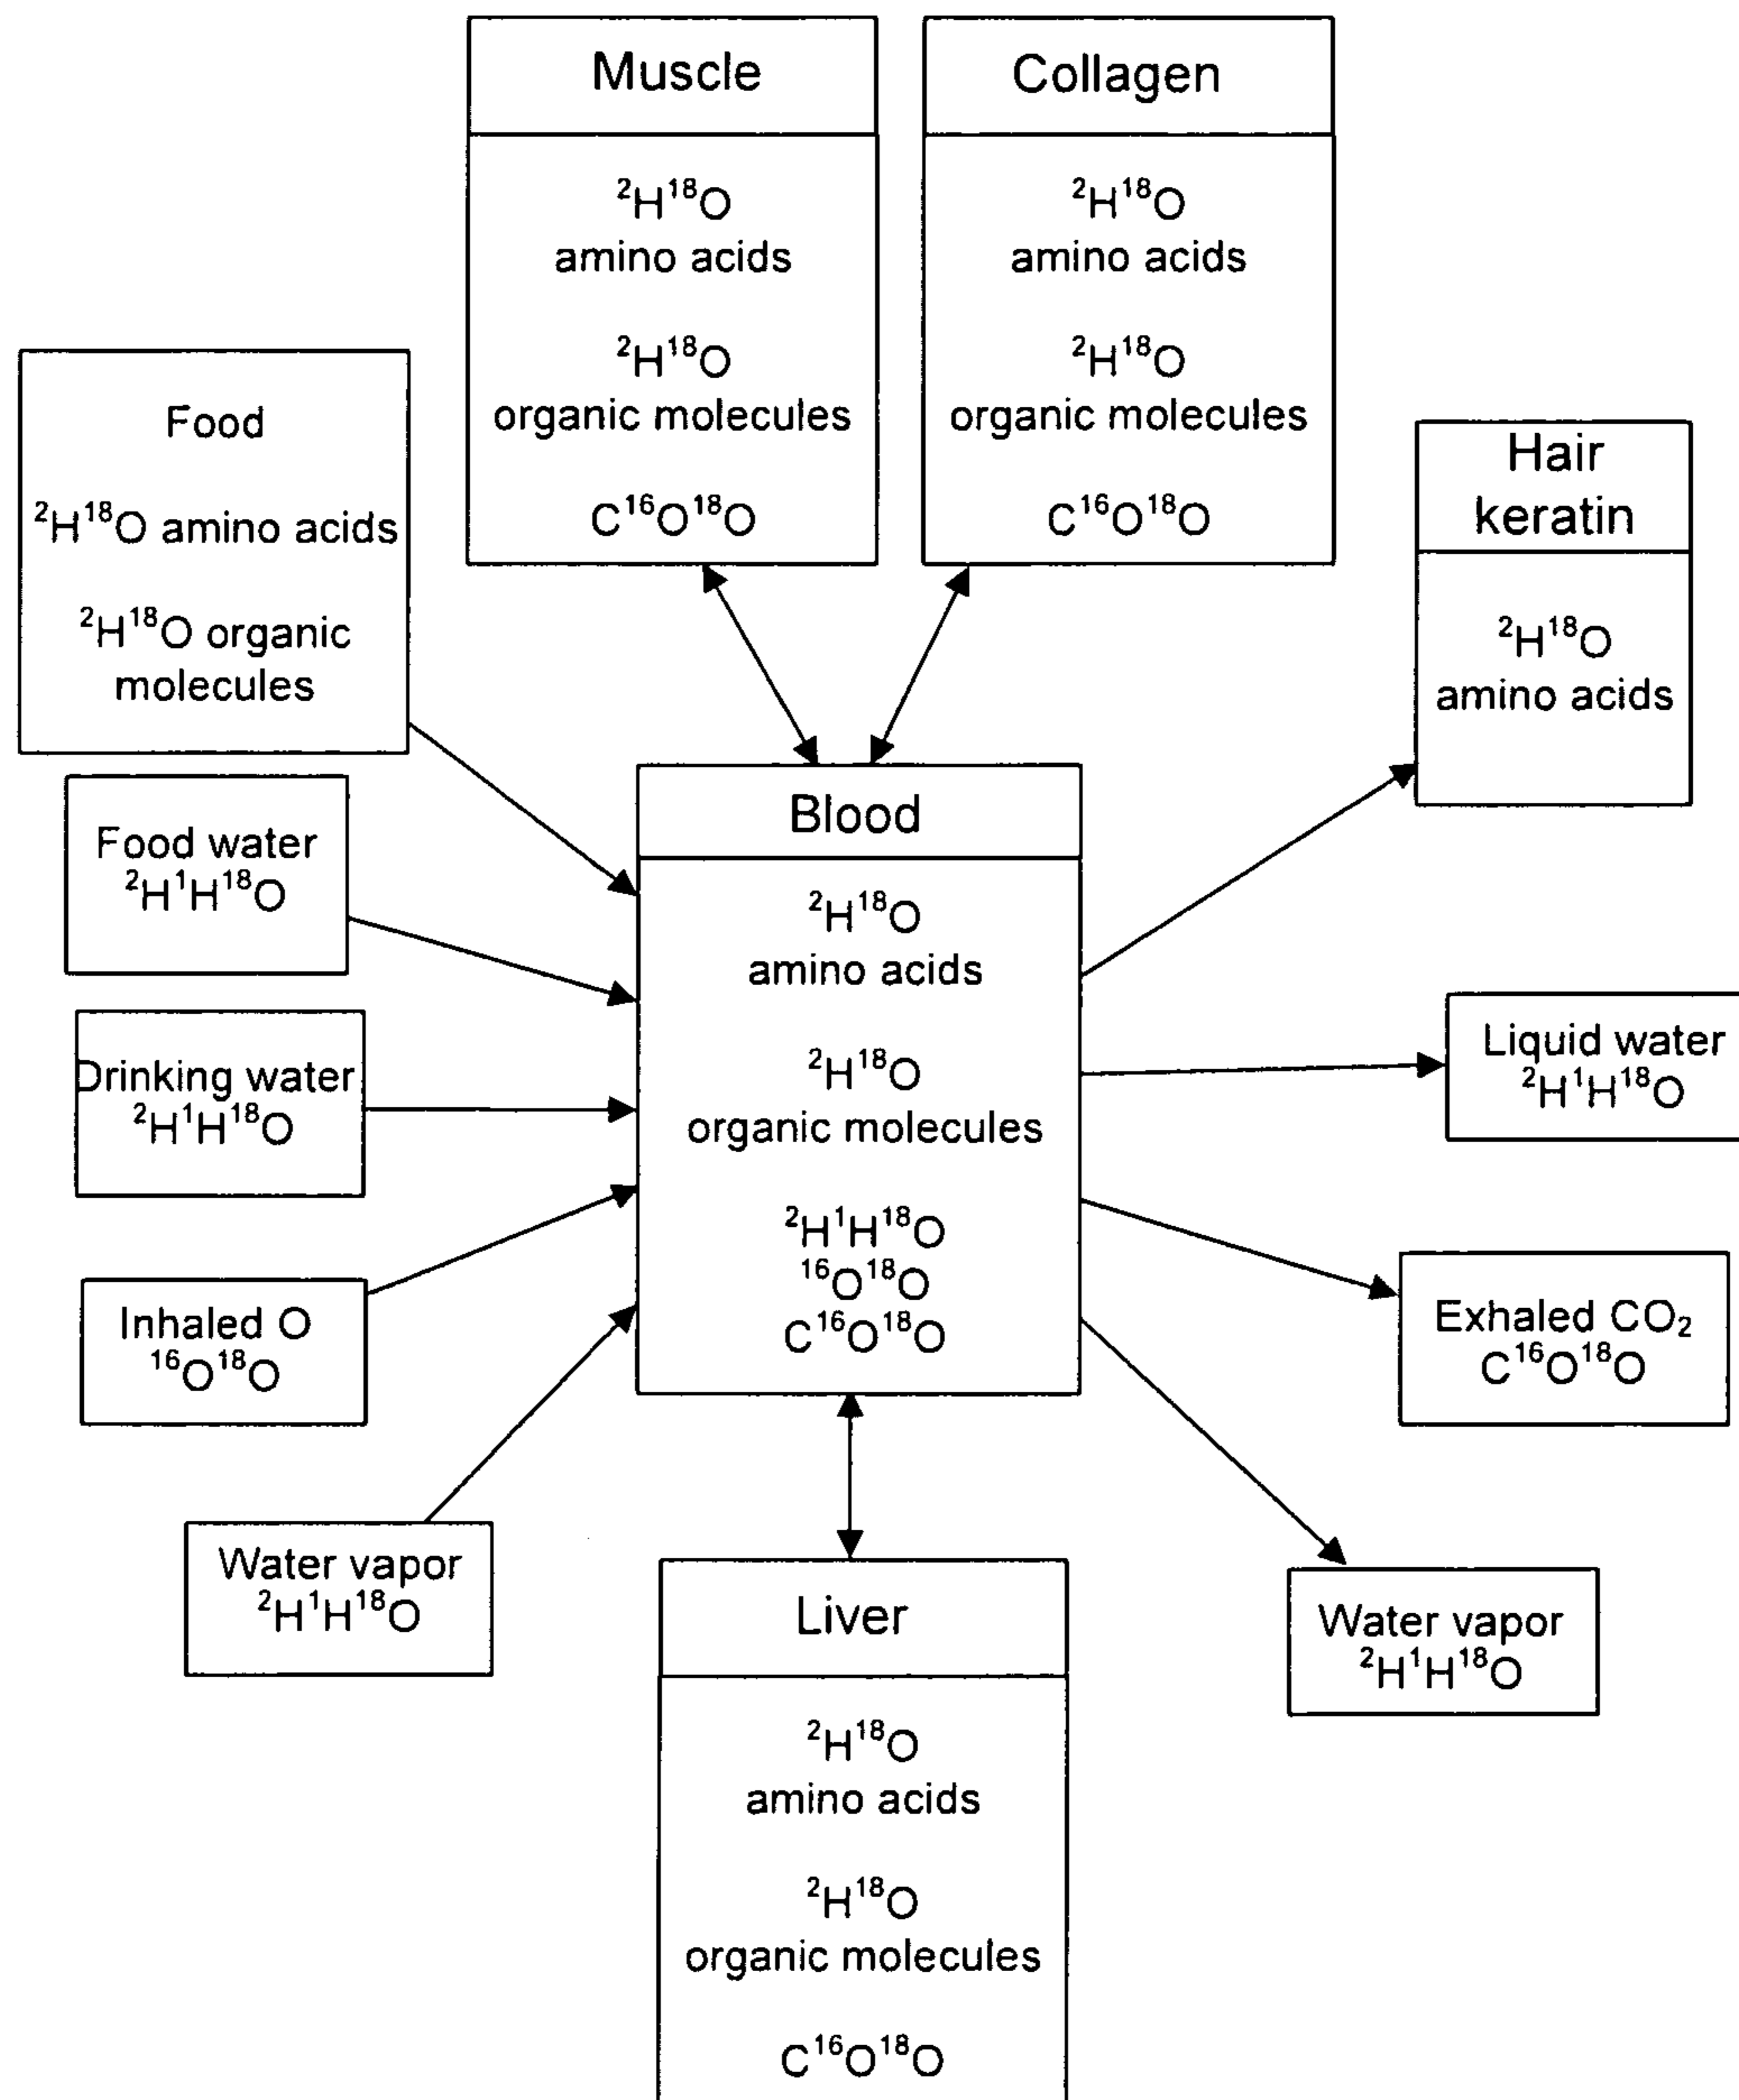 Muscle
²H¹⁸O
amino acids
²H¹⁸O
organic molecules
C¹⁶O¹⁸O
Collagen
²H¹⁸O
amino acids
²H¹⁸O
organic molecules
C¹⁶O¹⁸O
Food
²H¹⁸O amino acids
²H¹⁸O organic
molecules
Hair
keratin
²H¹⁸O
amino acids
Food water
²H¹H¹⁸O
Drinking water
²H¹H¹⁸O
Inhaled O
¹⁶O¹⁸O
Water vapor
²H¹H¹⁸O
Blood
²H¹⁸O
amino acids
²H¹⁸O
organic molecules
²H¹H¹⁸O
¹⁶O¹⁸O
C¹⁶O¹⁸O
Liquid water
²H¹H¹⁸O
Exhaled CO₂
C¹⁶O¹⁸O
Water vapor
²H¹H¹⁸O
Liver
²H¹⁸O
amino acids
²H¹⁸O
organic molecules
C¹⁶O¹⁸O